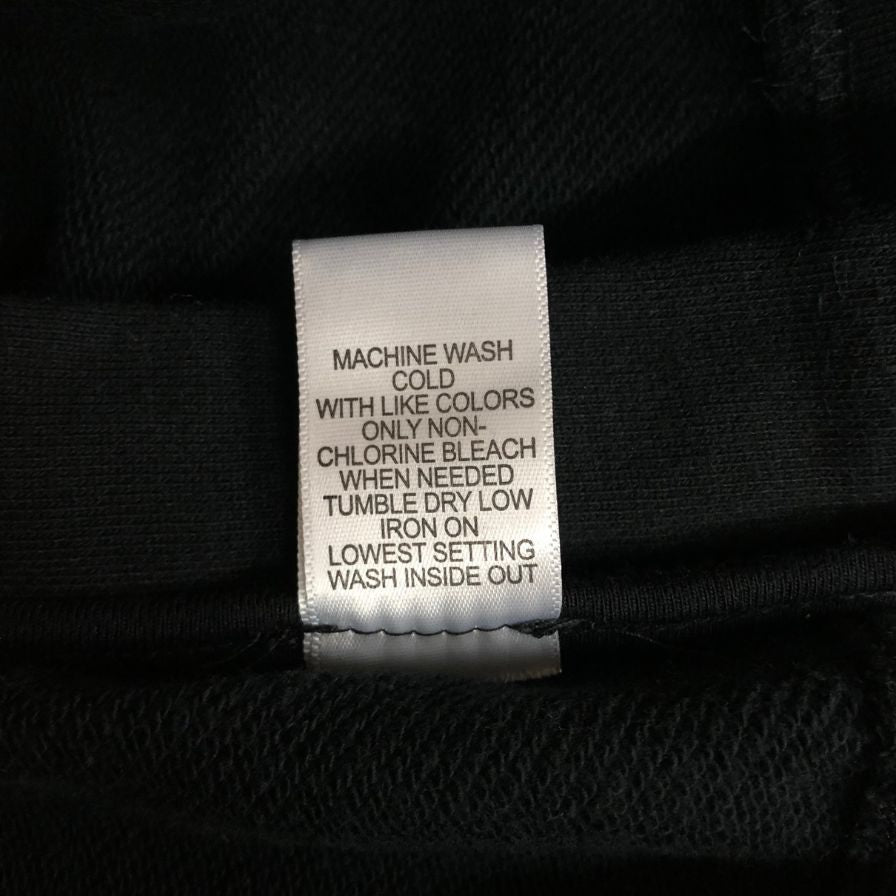 MACHINE WASH
COLD
WITH LIKE COLORS
ONLY NON-
CHLORINE BLEACH
WHEN NEEDED
TUMBLE DRY LOW
IRON ON
LOWEST SETTING
WASH INSIDE OUT